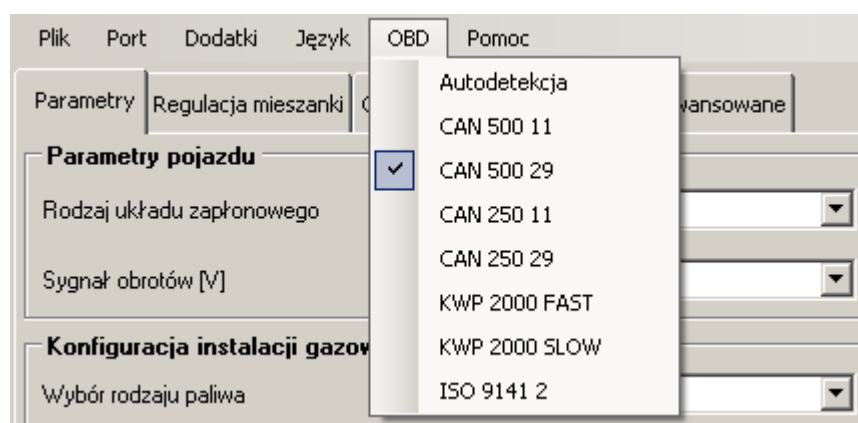 Plik Port Dodatki Język OBD Pomoc
Parametry Regulacja mieszanki
Autodetekcja
CAN 500 11
CAN 500 29
CAN 250 11
CAN 250 29
KWP 2000 FAST
KWP 2000 SLOW
ISO 9141 2
Parametry pojazdu
Rodzaj układu zapłonowego
Sygnał obrotów [V]
Konfiguracja instalacji
Wybór rodzaju paliwa